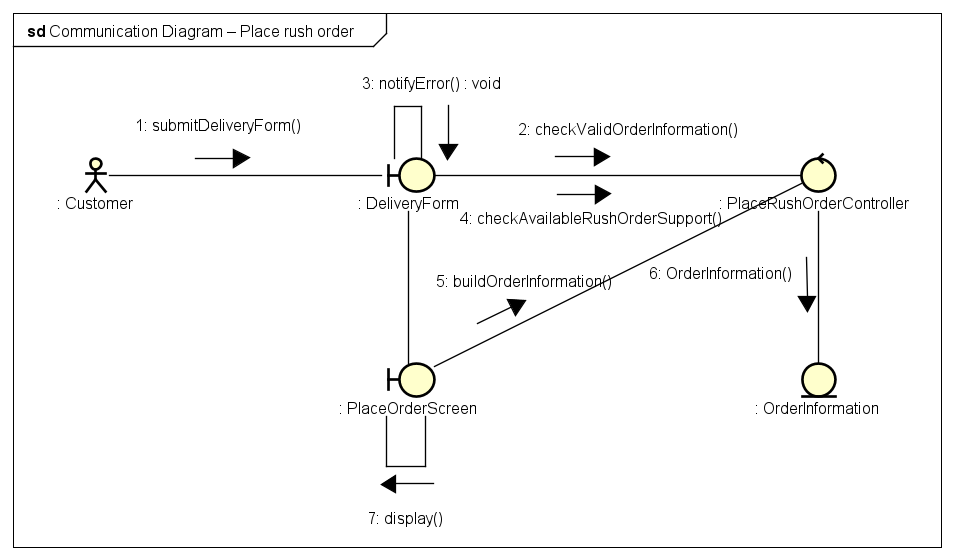 sd Communication Diagram – Place rush order
3: notifyError() : void
1: submitDeliveryForm()
2: checkValidOrderInformation()
: Customer
: DeliveryForm
: PlaceRushOrderController
4: checkAvailableRushOrderSupport()
5: buildOrderInformation()
6: OrderInformation()
: PlaceOrderScreen
: OrderInformation
7: display()